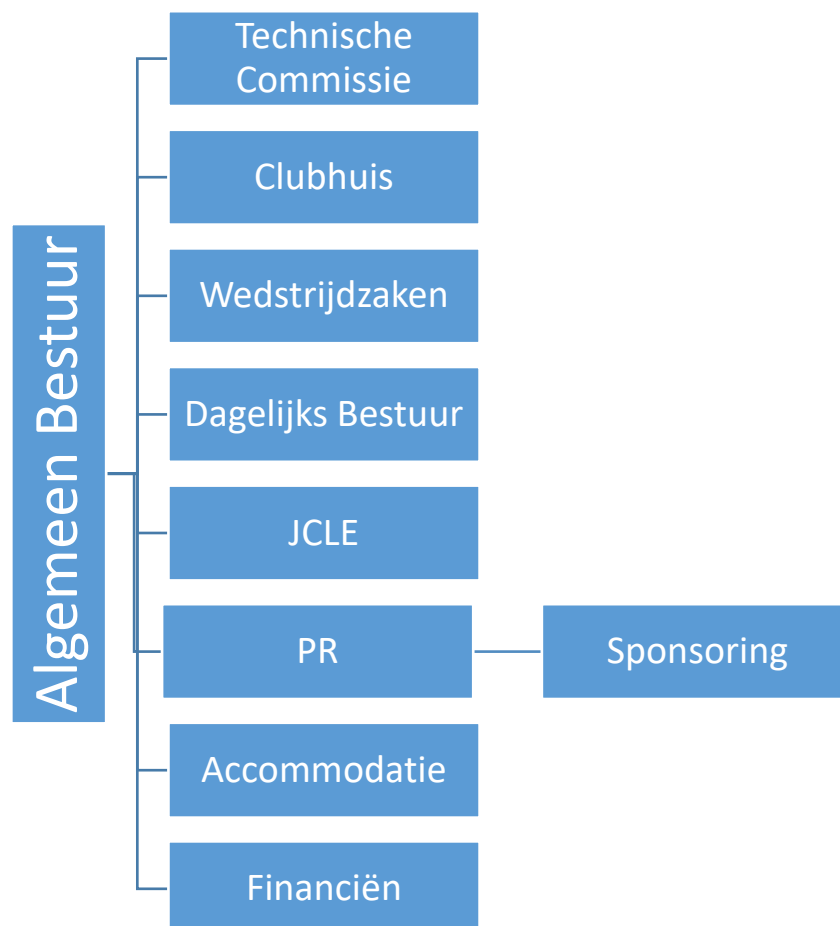 Algemeen Bestuur
Technische
Commissie
Clubhuis
Wedstrijdzaken
Dagelijks Bestuur
JCLE
PR
Sponsoring
Accommodatie
Financiën